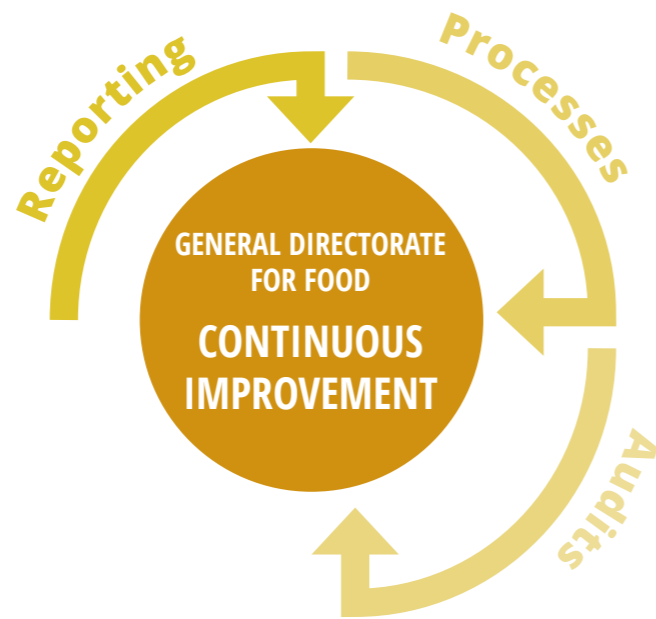 Reporting
Processes
GENERAL DIRECTORATE
FOR FOOD
CONTINUOUS
IMPROVEMENT
Audits